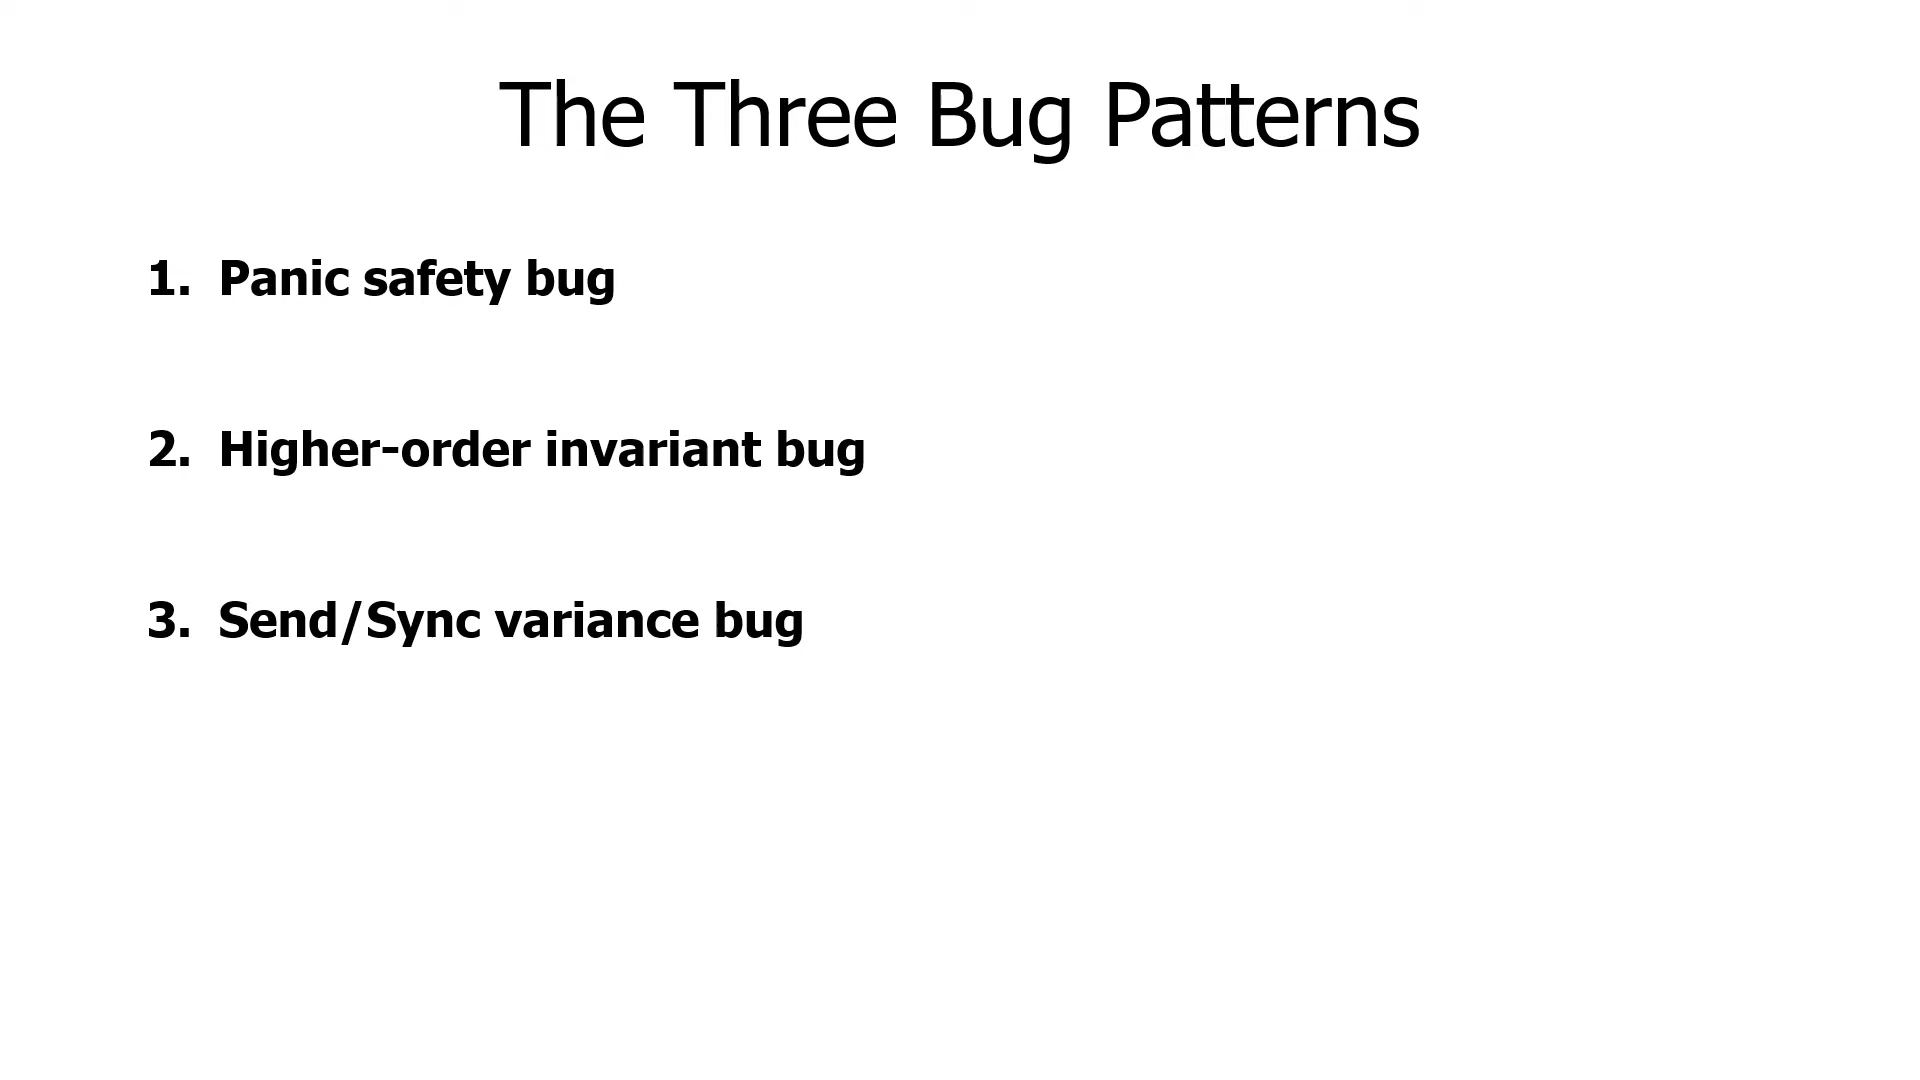 The Three Bug Patterns
1. Panic safety bug
2. Higher-order invariant bug
3. Send/Sync variance bug